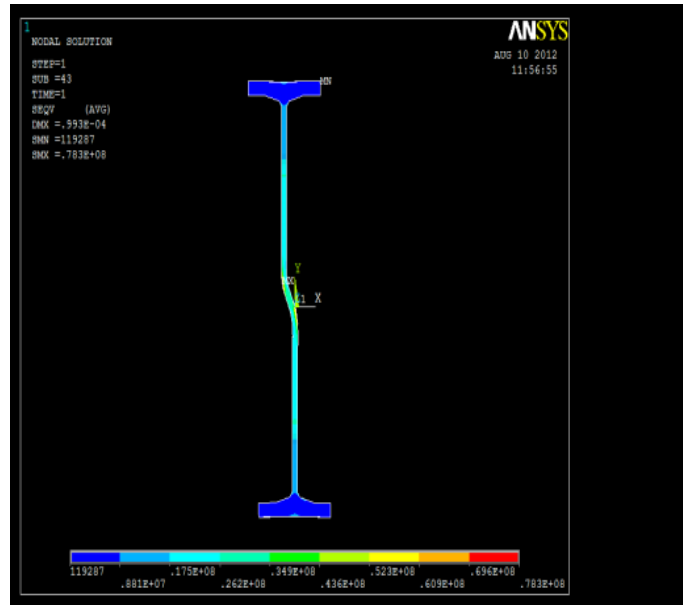 1
NODAL SOLUTION
STEP=1
SUB =43
TIME=1
SEQV (AVG)
DMX =.993E-04
SMN =119287
SMX =.783E+08
ANSYS
AUG 10 2012
11:56:55
MN
Y
MX
X
119287 .175E+08 .349E+08 .523E+08 .696E+08
.881E+07 .262E+08 .436E+08 .609E+08 .783E+08